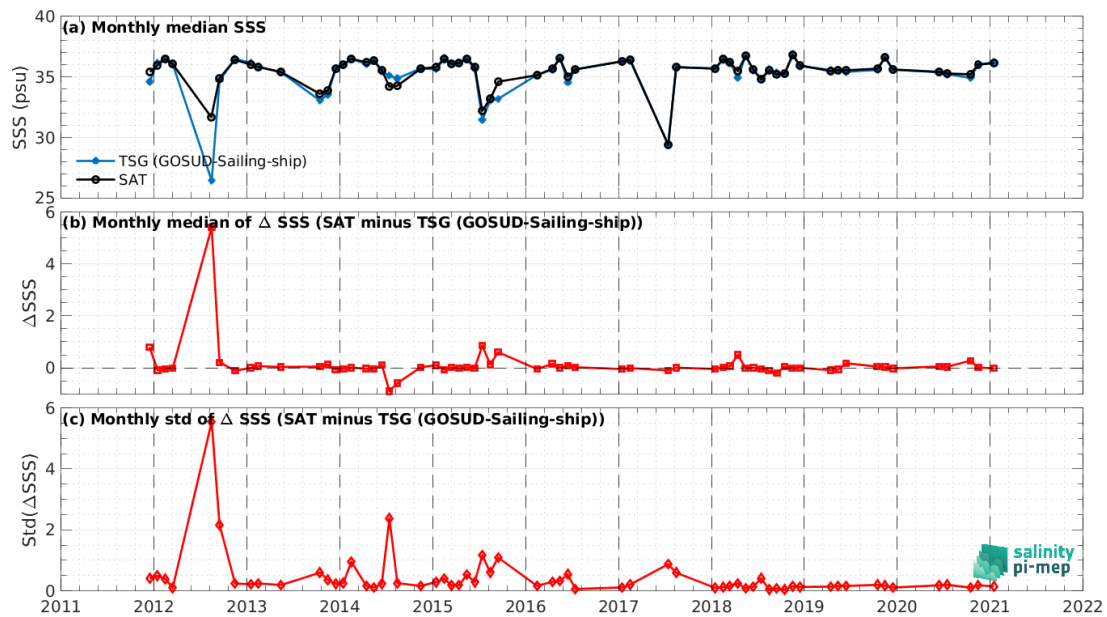 (a) Monthly median SSS
40
35
30
25
SSS (psu)
TSG (GOSUD-Sailing-ship)
SAT
(b) Monthly median of Δ SSS (SAT minus TSG (GOSUD-Sailing-ship))
6
4
2
0
ΔSSS
(c) Monthly std of Δ SSS (SAT minus TSG (GOSUD-Sailing-ship))
6
4
2
0
Std(ΔSSS)
salinity
pi-mep
2011 2012 2013 2014 2015 2016 2017 2018 2019 2020 2021 2022